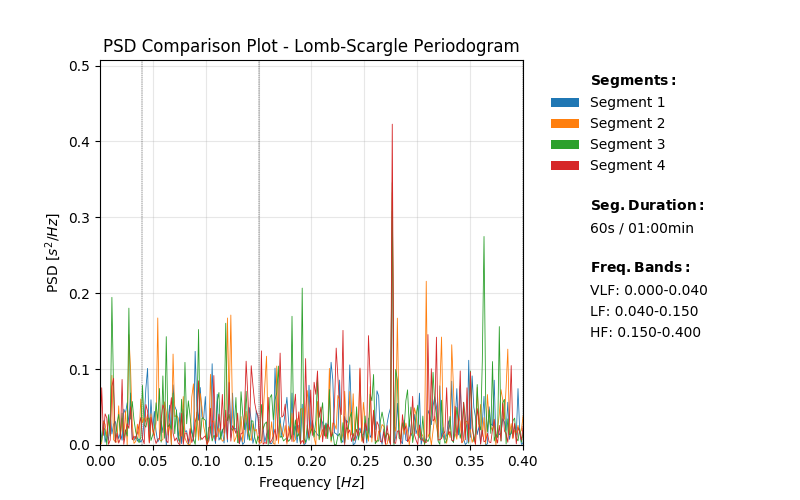 PSD Comparison Plot - Lomb-Scargle Periodogram
0.5
0.4
0.3
0.2
0.1
0.0
PSD [s²/Hz]
0.00 0.05 0.10 0.15 0.20 0.25 0.30 0.35 0.40
Frequency [Hz]
Segments:
Segment 1
Segment 2
Segment 3
Segment 4
Seg. Duration:
60s / 01:00min
Freq. Bands:
VLF: 0.000-0.040
LF: 0.040-0.150
HF: 0.150-0.400